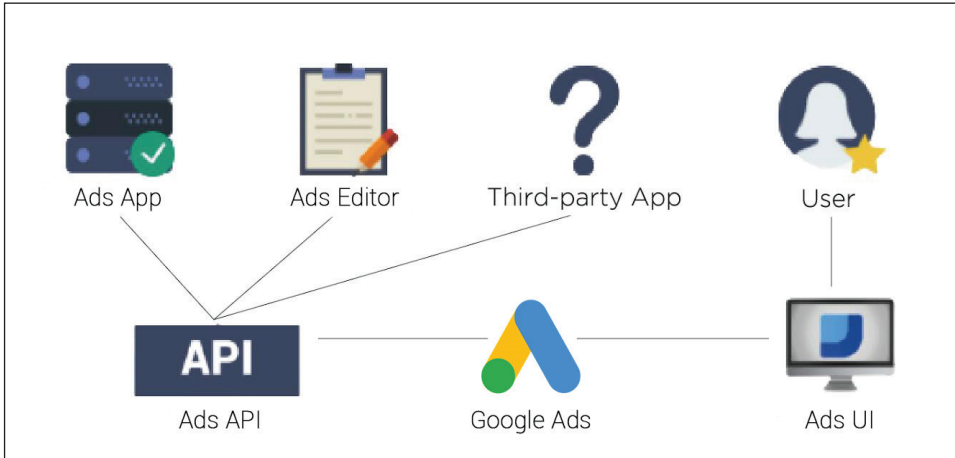 Ads App
Ads Editor
Third-party App
User
API
Ads API
Google Ads
Ads UI